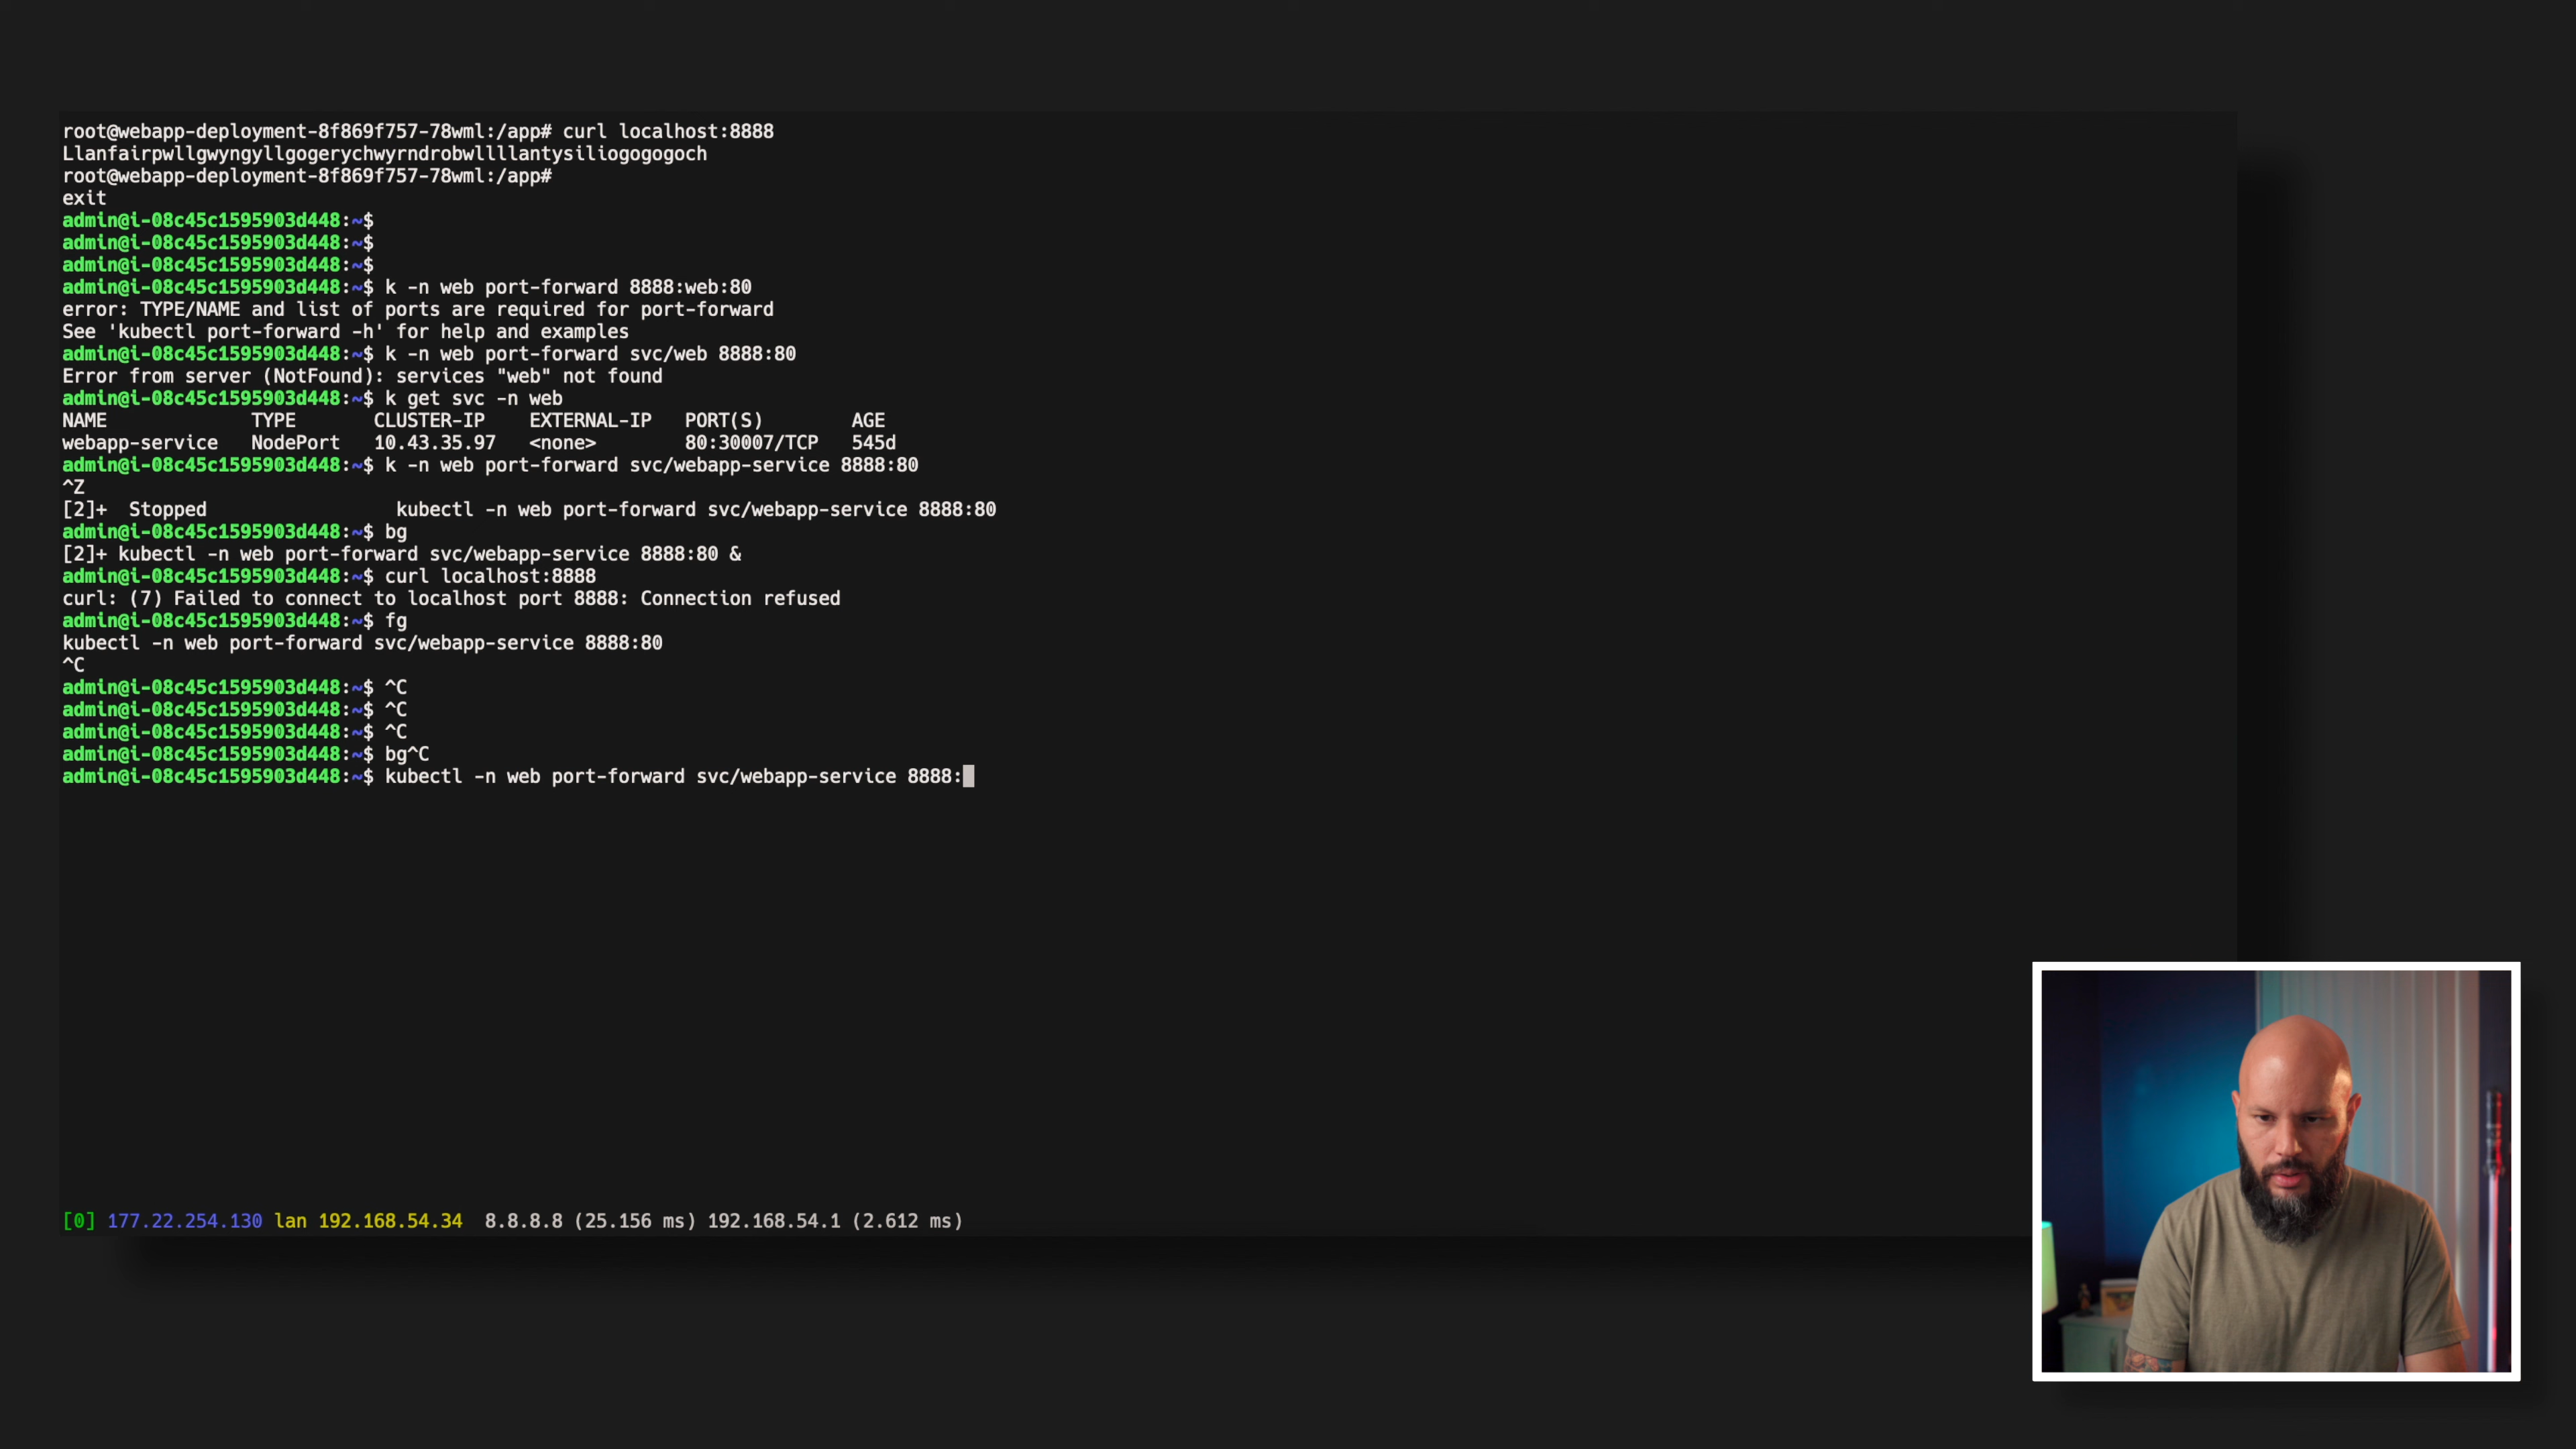 root@webapp-deployment-8f869f757-78wml:/app# curl localhost:8888
Llanfairpwllgwyngyllgogerychwyrndrobwllllantysiliogogogoch
root@webapp-deployment-8f869f757-78wml:/app#
exit
admin@i-08c45c1595903d448:~$
admin@i-08c45c1595903d448:~$
admin@i-08c45c1595903d448:~$
admin@i-08c45c1595903d448:~$ k -n web port-forward 8888:web:80
error: TYPE/NAME and list of ports are required for port-forward
See 'kubectl port-forward -h' for help and examples
admin@i-08c45c1595903d448:~$ k -n web port-forward svc/web 8888:80
Error from server (NotFound): services "web" not found
admin@i-08c45c1595903d448:~$ k get svc -n web
NAME TYPE CLUSTER-IP EXTERNAL-IP PORT(S) AGE
webapp-service NodePort 10.43.35.97 <none> 80:30007/TCP 545d
admin@i-08c45c1595903d448:~$ k -n web port-forward svc/webapp-service 8888:80
^Z
[2]+ Stopped kubectl -n web port-forward svc/webapp-service 8888:80
admin@i-08c45c1595903d448:~$ bg
[2]+ kubectl -n web port-forward svc/webapp-service 8888:80 &
admin@i-08c45c1595903d448:~$ curl localhost:8888
curl: (7) Failed to connect to localhost port 8888: Connection refused
admin@i-08c45c1595903d448:~$ fg
kubectl -n web port-forward svc/webapp-service 8888:80
^C
admin@i-08c45c1595903d448:~$ ^C
admin@i-08c45c1595903d448:~$ ^C
admin@i-08c45c1595903d448:~$ ^C
admin@i-08c45c1595903d448:~$ bg^C
admin@i-08c45c1595903d448:~$ kubectl -n web port-forward svc/webapp-service 8888:
[0] 177.22.254.130 lan 192.168.54.34 8.8.8.8 (25.156 ms) 192.168.54.1 (2.612 ms)